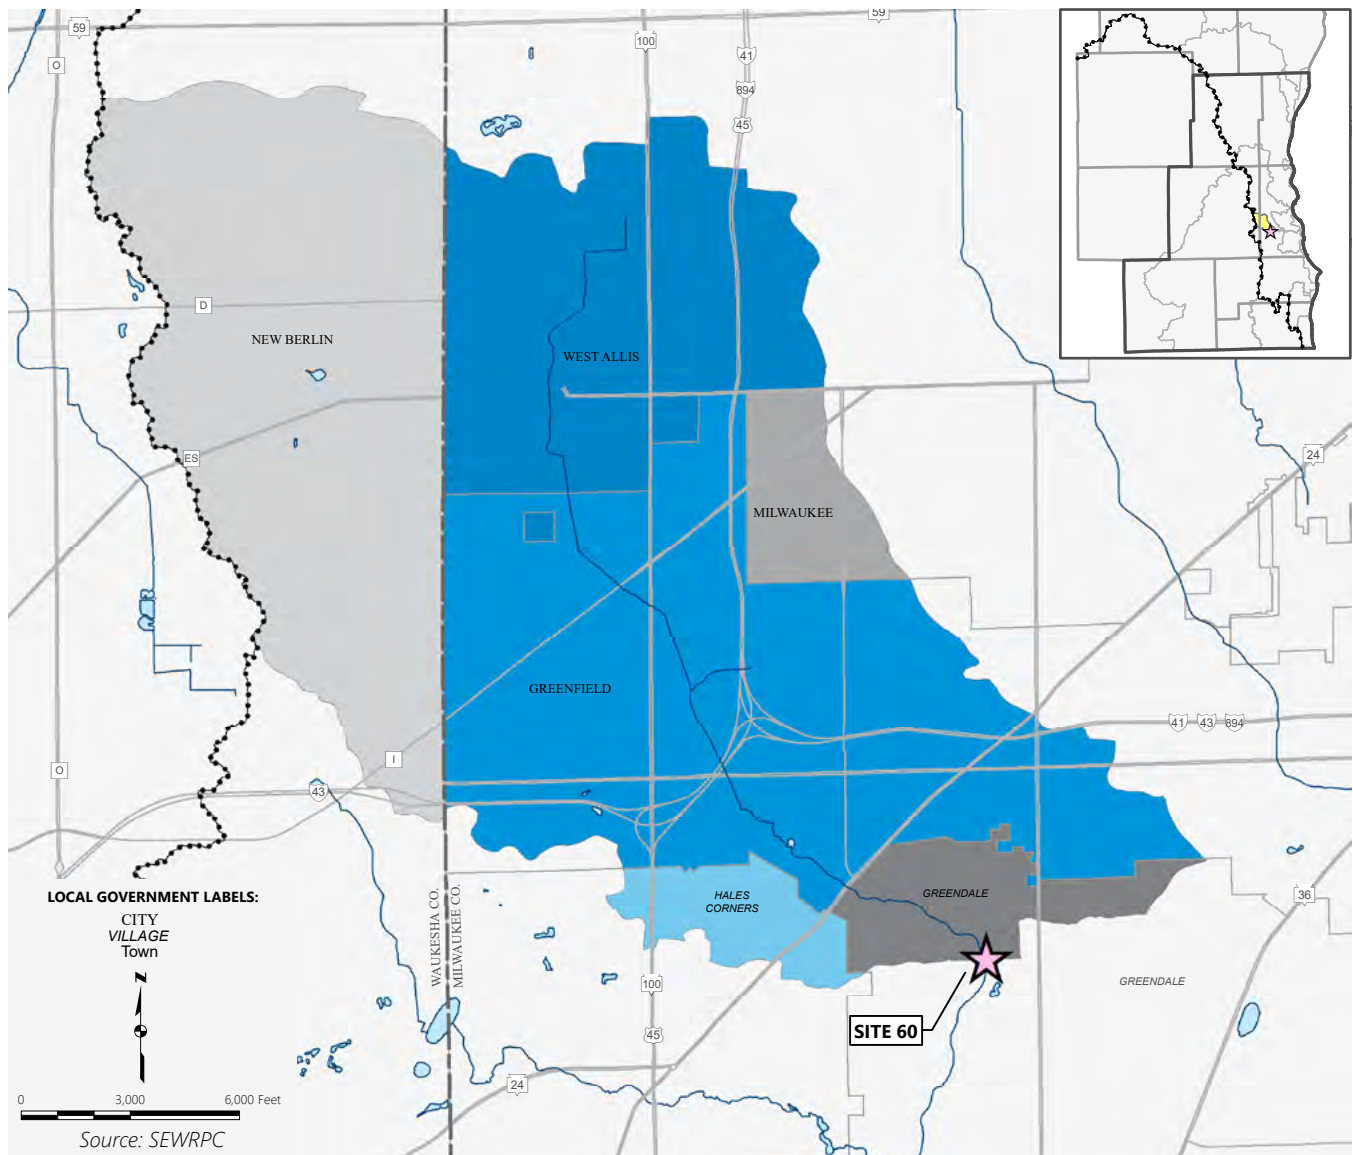 59
59
O
100
41
894
45
D
NEW BERLIN
WEST ALLIS
ES
24
MILWAUKEE
GREENFIELD
41
43
894
I
O
43
LOCAL GOVERNMENT LABELS:
CITY
VILLAGE
Town
N
WAUKESHA CO.
MILWAUKEE CO.
HALES
CORNERS
GREENDALE
36
GREENDALE
100
SITE 60
45
24
0 3,000 6,000 Feet
Source: SEWRPC